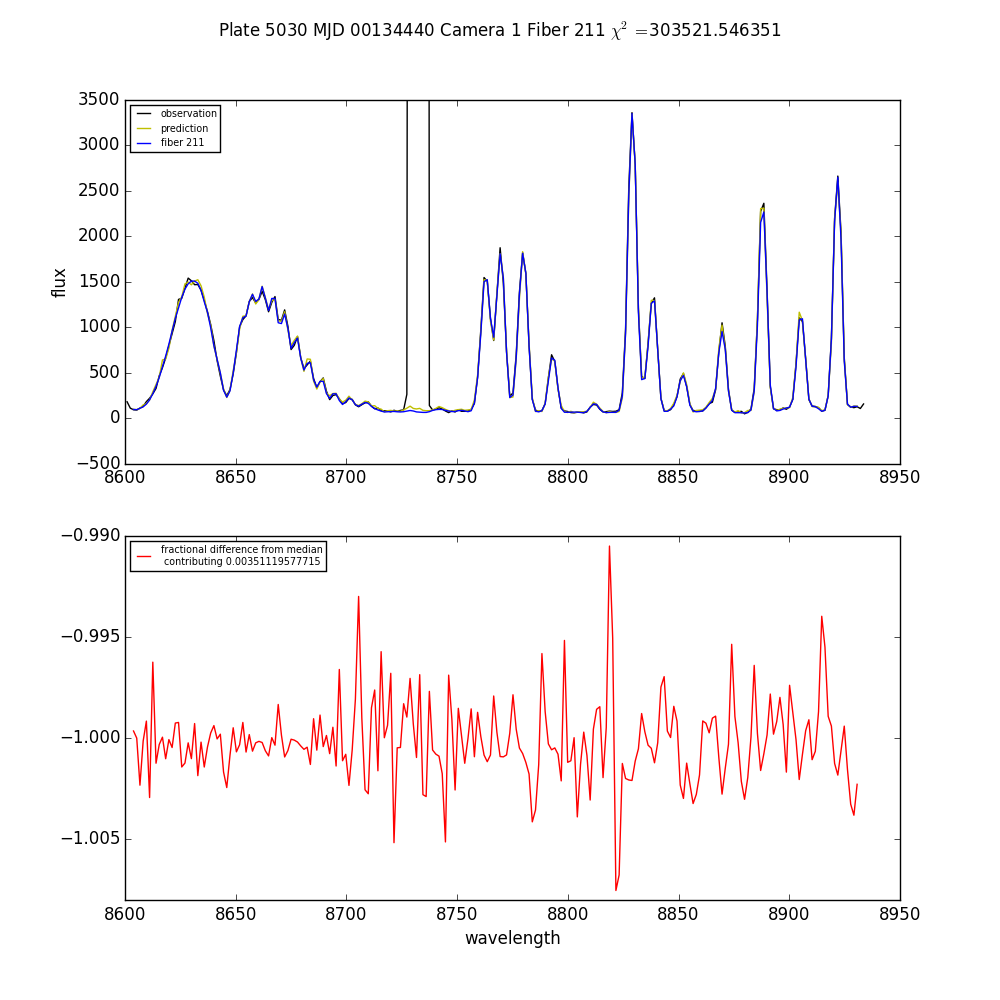 Plate 5030 MJD 00134440 Camera 1 Fiber 211 χ² =303521.546351
3500
3000
2500
2000
1500
1000
500
0
−500
flux
observation
prediction
fiber 211
8600 8650 8700 8750 8800 8850 8900 8950
−0.990
−0.995
−1.000
−1.005
fractional difference from median
contributing 0.00351119577715
8600 8650 8700 8750 8800 8850 8900 8950
wavelength